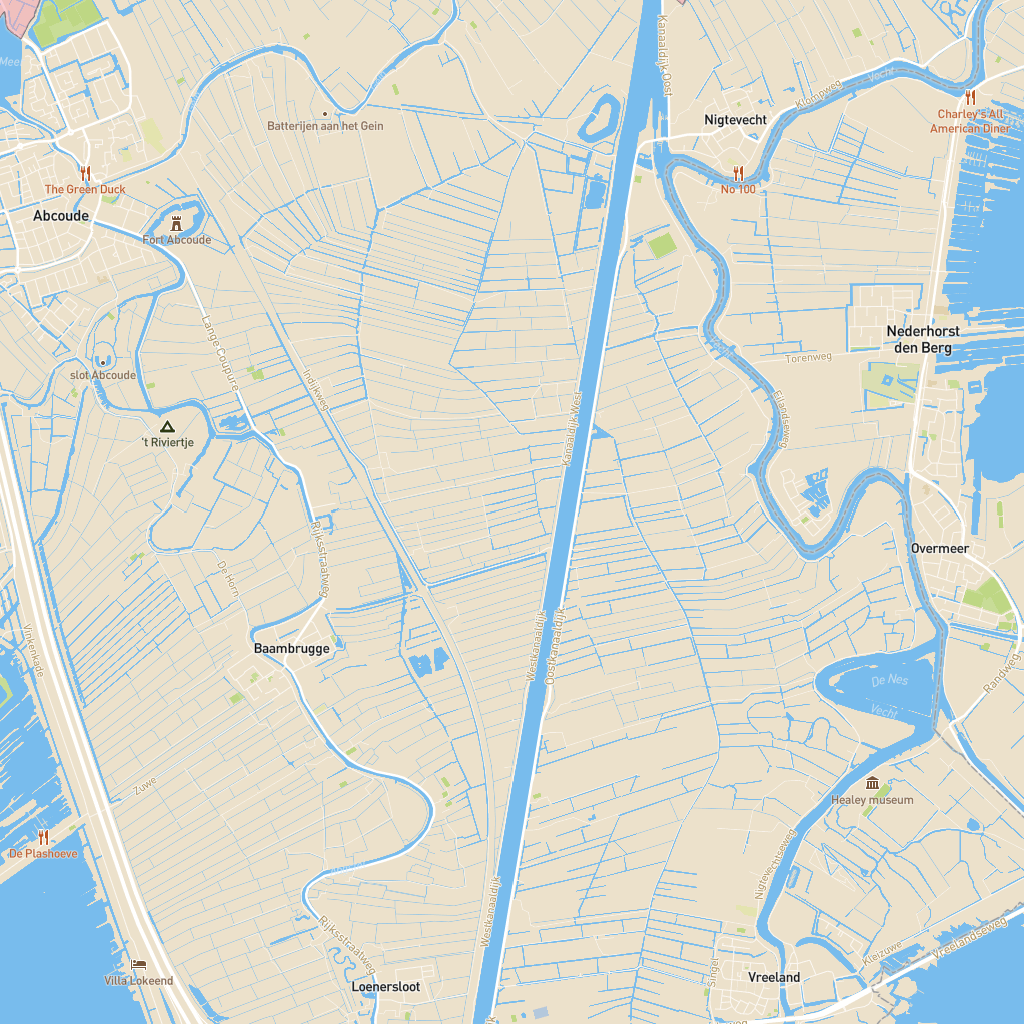 Meer
Kanaaldijk-Oost
Vecht
Klompweg
Charley's All
American Diner
Nigtevecht
Batterijen aan het Gein
No 100
The Green Duck
Abcoude
Fort Abcoude
Lange Coupure
Nederhorst
den Berg
Torenweg
slot Abcoude
Indijkweg
Eilandseweg
Kanaaldijk-West
't Riviertje
Rijksstraatweg
Overmeer
De Horn
Vinkenkade
Baambrugge
Westkanaaldijk
Oostkanaaldijk
De Nes
Vecht
Randweg
Zuwe
Healey museum
De Plashoeve
Nigtevechtseweg
Westkanaaldijk
Rijksstraatweg
Vreelandseweg
Kleizuwe
Villa Lokeend
Loenersloot
Singel
Vreeland